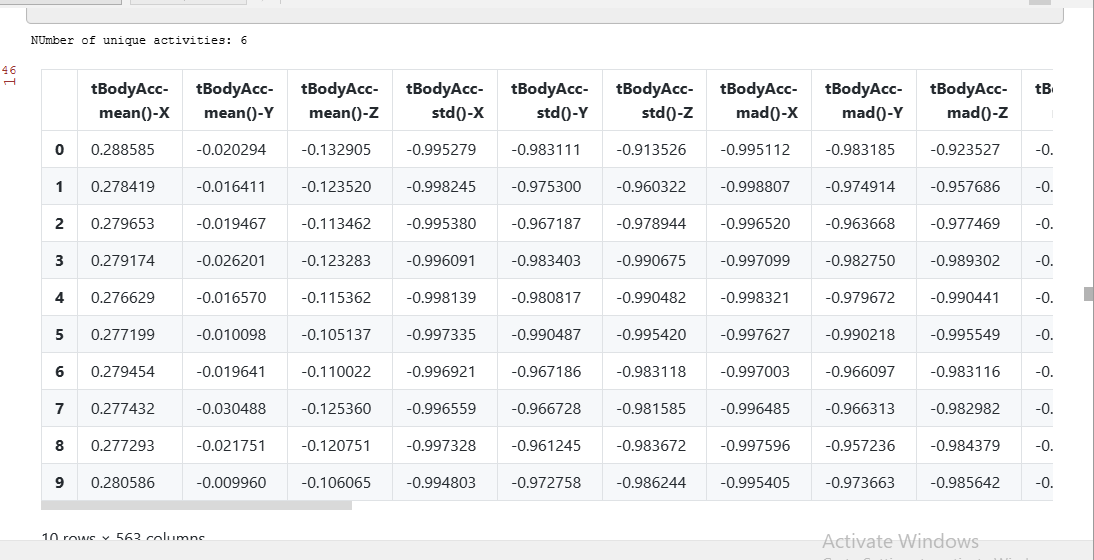 NUmber of unique activities: 6
46
1
tBodyAcc-mean()-X tBodyAcc-mean()-Y tBodyAcc-mean()-Z tBodyAcc-std()-X tBodyAcc-std()-Y tBodyAcc-std()-Z tBodyAcc-mad()-X tBodyAcc-mad()-Y tBodyAcc-mad()-Z
0 0.288585 -0.020294 -0.132905 -0.995279 -0.983111 -0.913526 -0.995112 -0.983185 -0.923527 -0.
1 0.278419 -0.016411 -0.123520 -0.998245 -0.975300 -0.960322 -0.998807 -0.974914 -0.957686 -0.
2 0.279653 -0.019467 -0.113462 -0.995380 -0.967187 -0.978944 -0.996520 -0.963668 -0.977469 -0.
3 0.279174 -0.026201 -0.123283 -0.996091 -0.983403 -0.990675 -0.997099 -0.982750 -0.989302 -0.
4 0.276629 -0.016570 -0.115362 -0.998139 -0.980817 -0.990482 -0.998321 -0.979672 -0.990441 -0.
5 0.277199 -0.010098 -0.105137 -0.997335 -0.990487 -0.995420 -0.997627 -0.990218 -0.995549 -0.
6 0.279454 -0.019641 -0.110022 -0.996921 -0.967186 -0.983118 -0.997003 -0.966097 -0.983116 -0.
7 0.277432 -0.030488 -0.125360 -0.996559 -0.966728 -0.981585 -0.996485 -0.966313 -0.982982 -0.
8 0.277293 -0.021751 -0.120751 -0.997328 -0.961245 -0.983672 -0.997596 -0.957236 -0.984379 -0.
9 0.280586 -0.009960 -0.106065 -0.994803 -0.972758 -0.986244 -0.995405 -0.973663 -0.985642 -0.
10 rows × 563 columns
Activate Windows